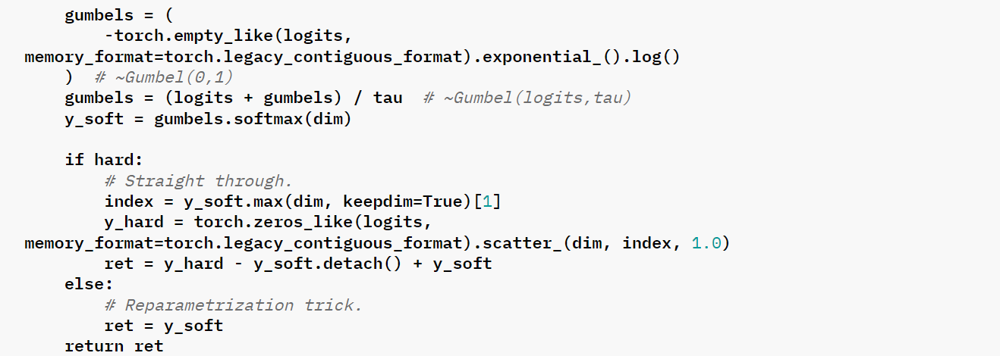 gumbels = (
        -torch.empty_like(logits,
memory_format=torch.legacy_contiguous_format).exponential_().log()
    )  # ~Gumbel(0,1)
    gumbels = (logits + gumbels) / tau  # ~Gumbel(logits,tau)
    y_soft = gumbels.softmax(dim)

    if hard:
        # Straight through.
        index = y_soft.max(dim, keepdim=True)[1]
        y_hard = torch.zeros_like(logits,
memory_format=torch.legacy_contiguous_format).scatter_(dim, index, 1.0)
        ret = y_hard - y_soft.detach() + y_soft
    else:
        # Reparametrization trick.
        ret = y_soft
    return ret